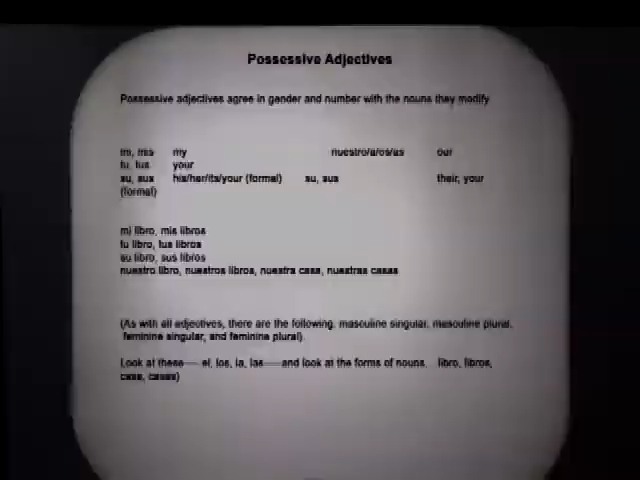 Possessive Adjectives
Possessive adjectives agree in gender and number with the nouns they modify
mi, mis my nuestro/a/os/as our
tu, tus your
su, sus his/her/its/your (formal) su, sus their, your
(formal)
mi libro, mis libros
tu libro, tus libros
su libro, sus libros
nuestro libro, nuestros libros, nuestra casa, nuestras casas
(As with all adjectives, there are the following, masculine singular, masculine plural,
feminine singular, and feminine plural).
Look at these---- el, los, la, las----and look at the forms of nouns. libro, libros,
casa, casas)